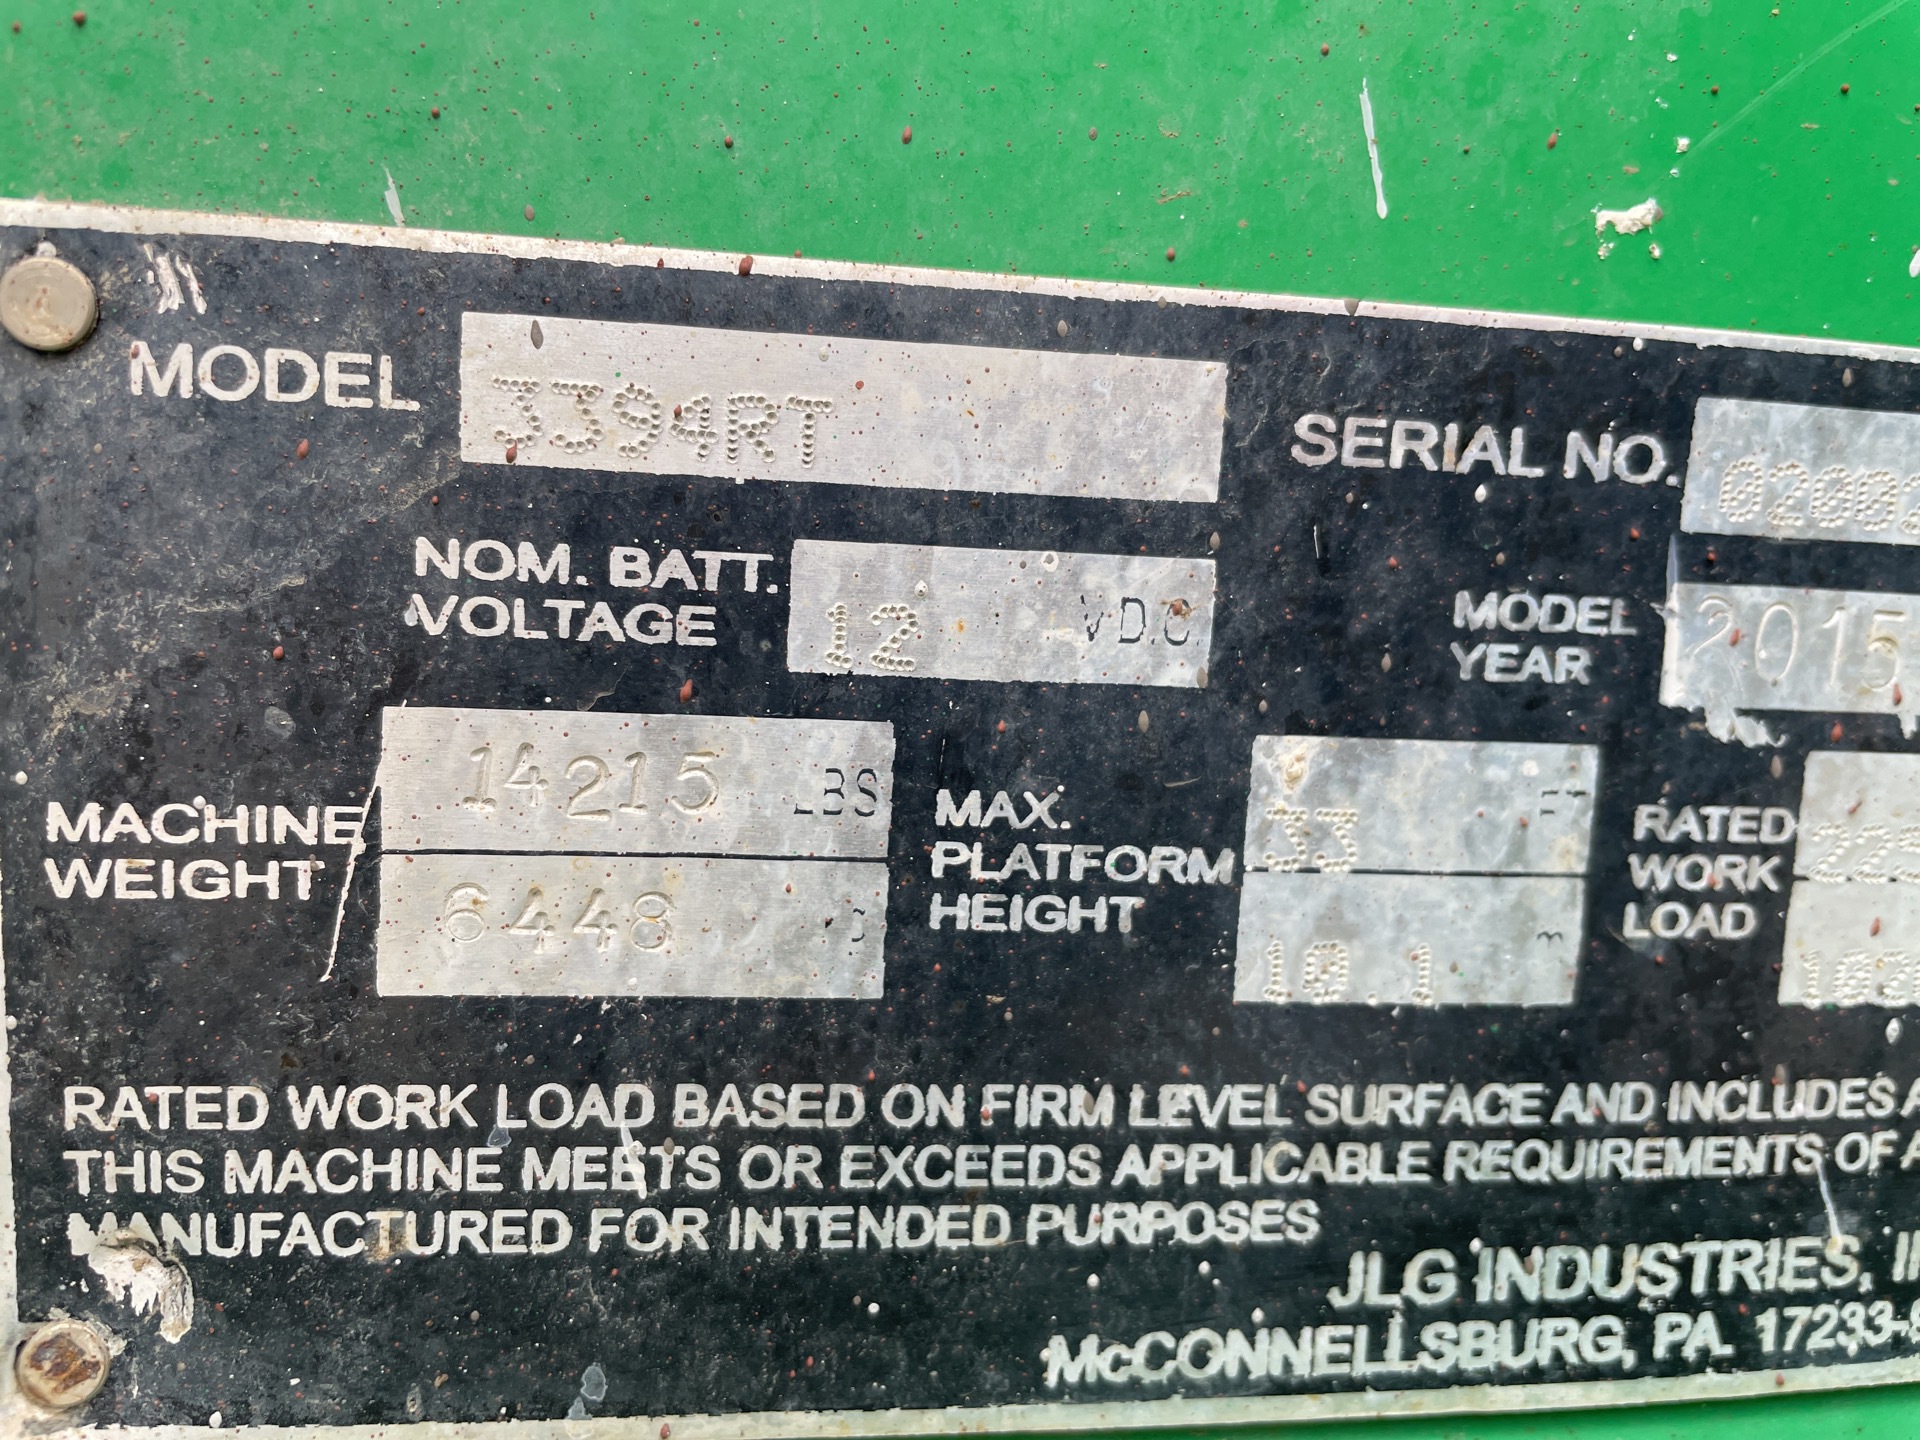 MODEL 3394RT
SERIAL NO.
NOM. BATT. VOLTAGE 12 VDC
MODEL YEAR 2015
MACHINE WEIGHT 14215 LBS
6448
MAX. PLATFORM HEIGHT 33
10.1 m
RATED WORK LOAD
RATED WORK LOAD BASED ON FIRM LEVEL SURFACE AND INCLUDES
THIS MACHINE MEETS OR EXCEEDS APPLICABLE REQUIREMENTS OF
MANUFACTURED FOR INTENDED PURPOSES
JLG INDUSTRIES,
McCONNELLSBURG, PA. 17233-